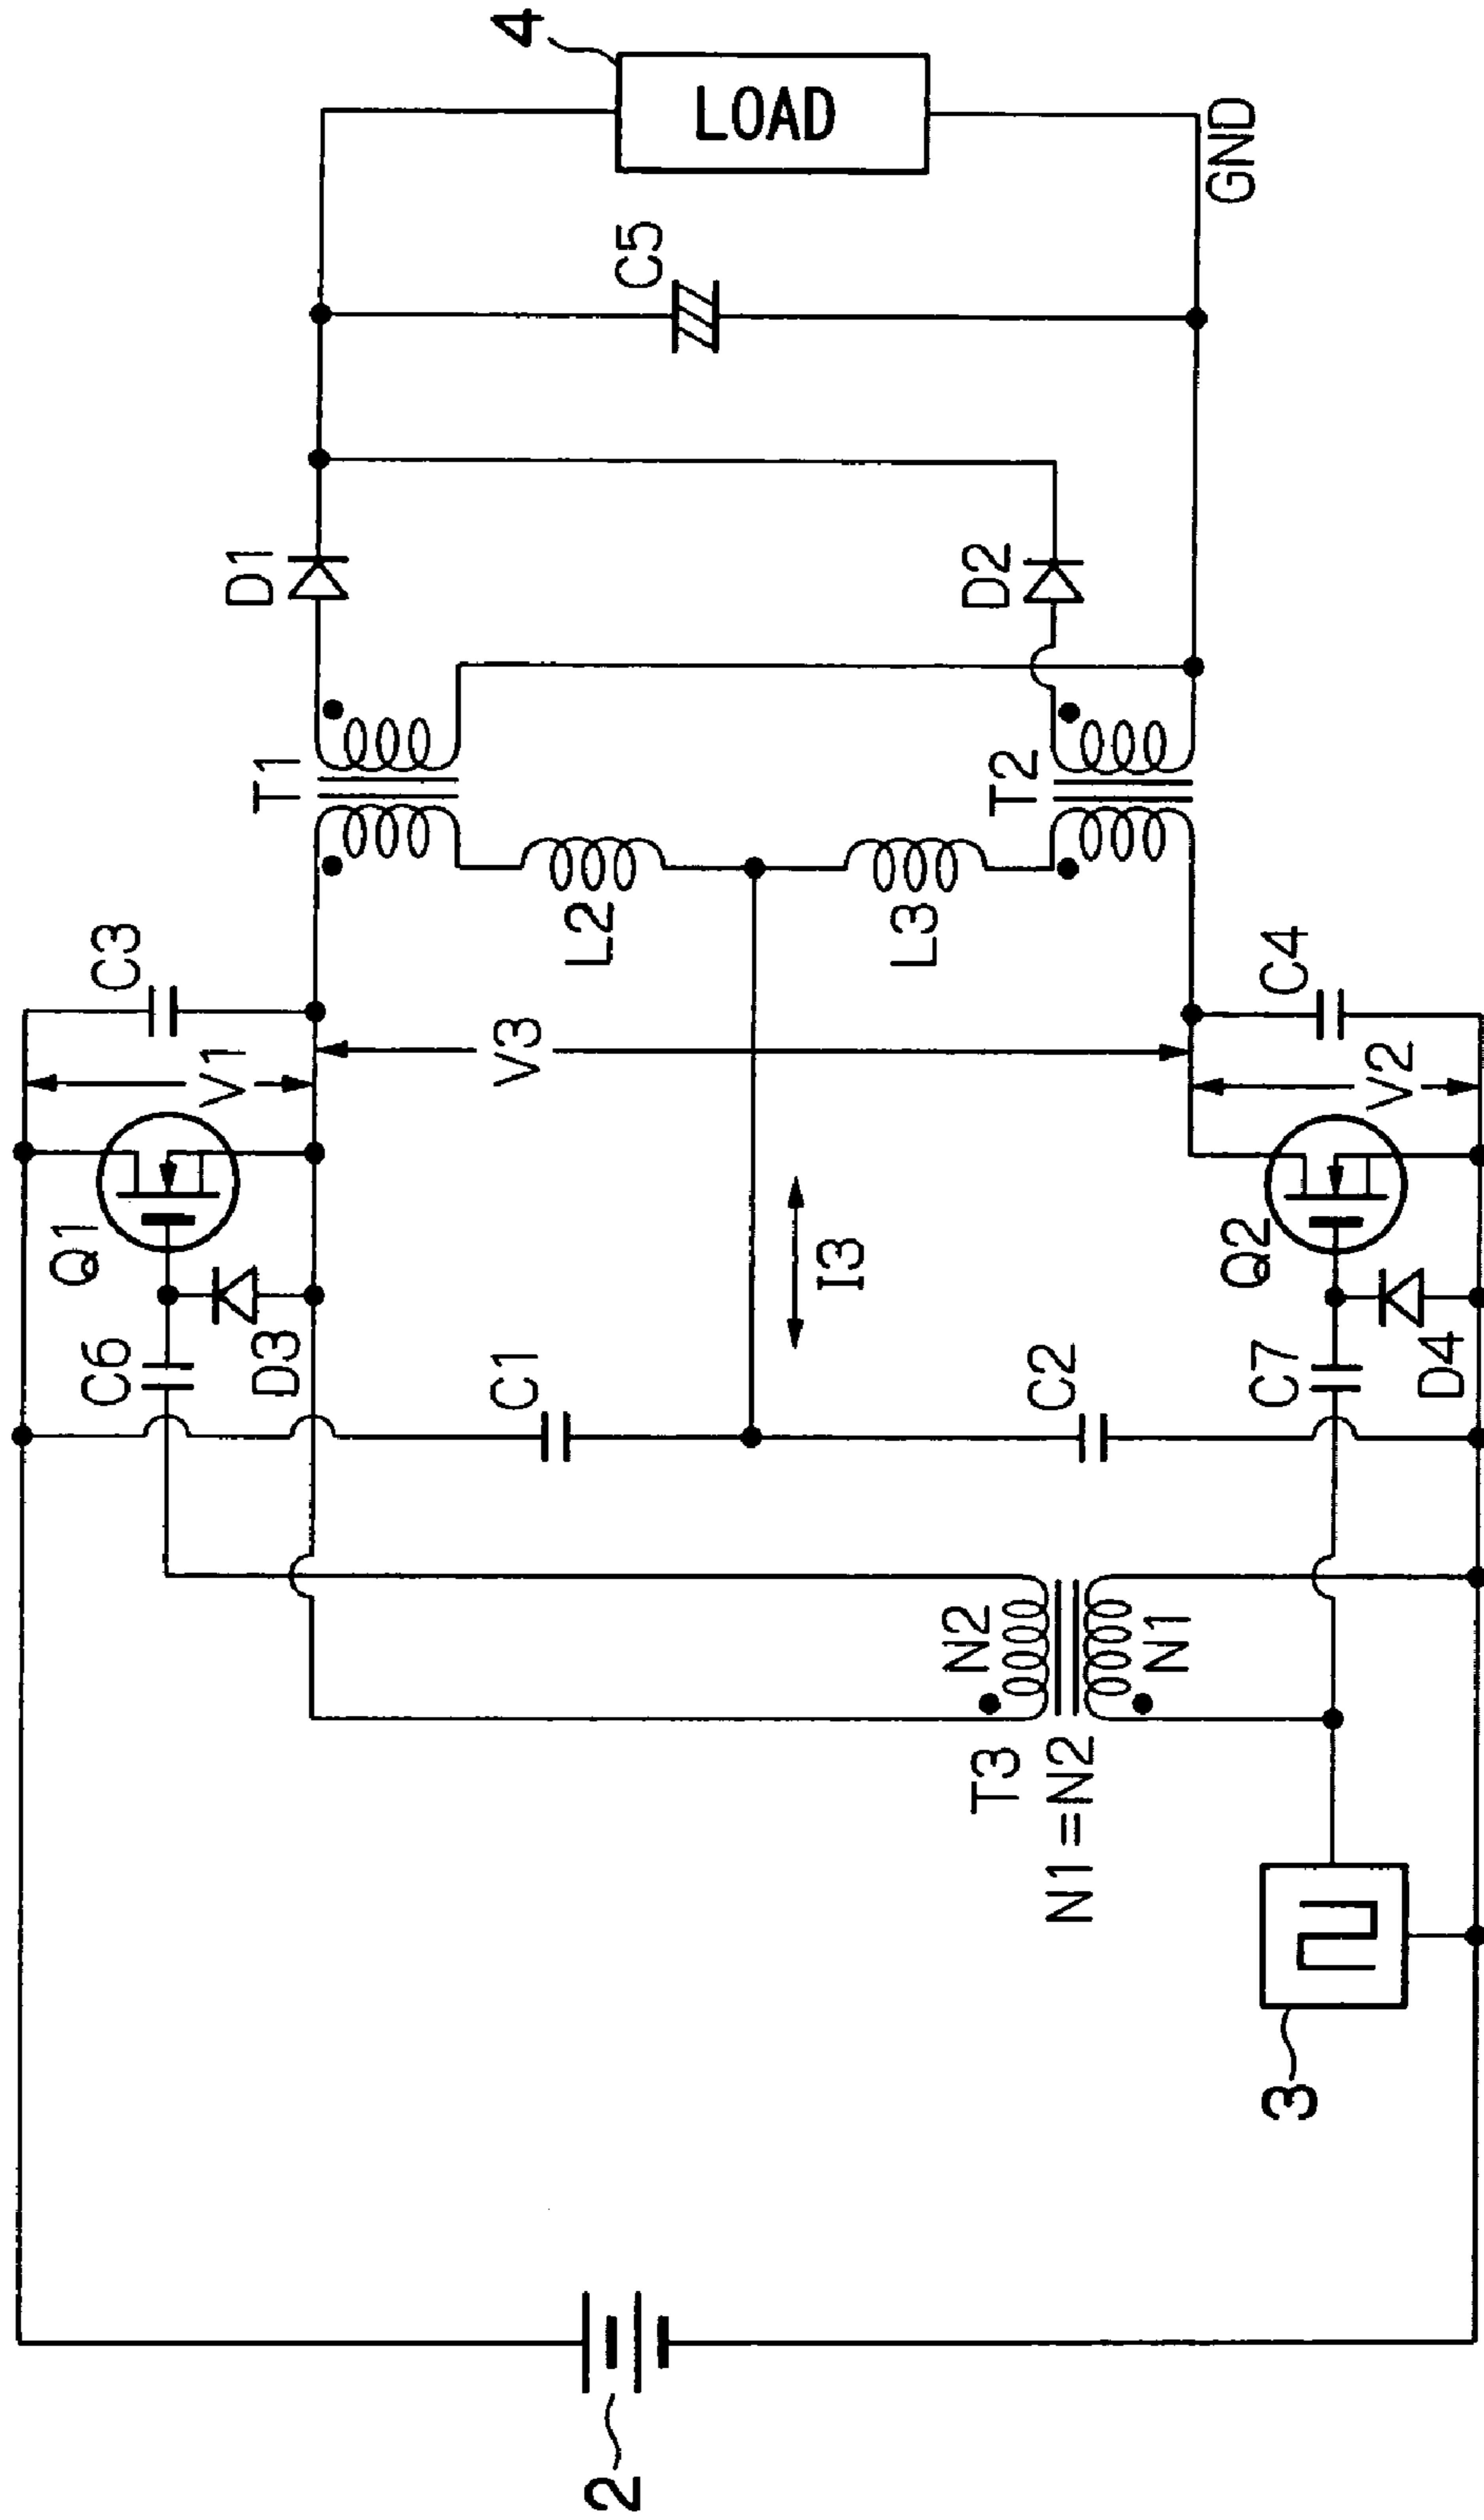 4
LOAD
GND
C5
D1
D2
T1
T2
L2
L3
C3
C4
V1
V3
V2
Q1
Q2
I3
C6
D3
C1
C2
C7
D4
N2
N1
T3
N1=N2
3
2